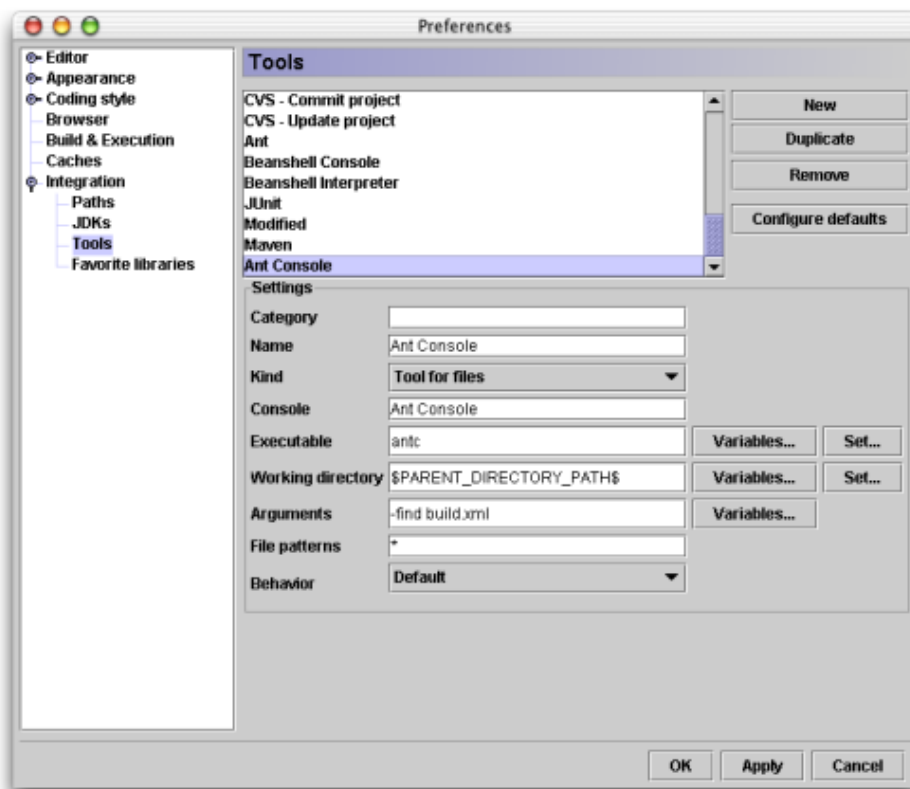 Preferences
Editor
Appearance
Coding style
Browser
Build & Execution
Caches
Integration
Paths
JDKs
Tools
Favorite libraries
Tools
CVS - Commit project
CVS - Update project
Ant
Beanshell Console
Beanshell Interpreter
JUnit
Modified
Maven
Ant Console
New
Duplicate
Remove
Configure defaults
Settings
Category
Name Ant Console
Kind Tool for files
Console Ant Console
Executable antc Variables... Set...
Working directory $PARENT_DIRECTORY_PATH$ Variables... Set...
Arguments -find build.xml Variables...
File patterns *
Behavior Default
OK Apply Cancel